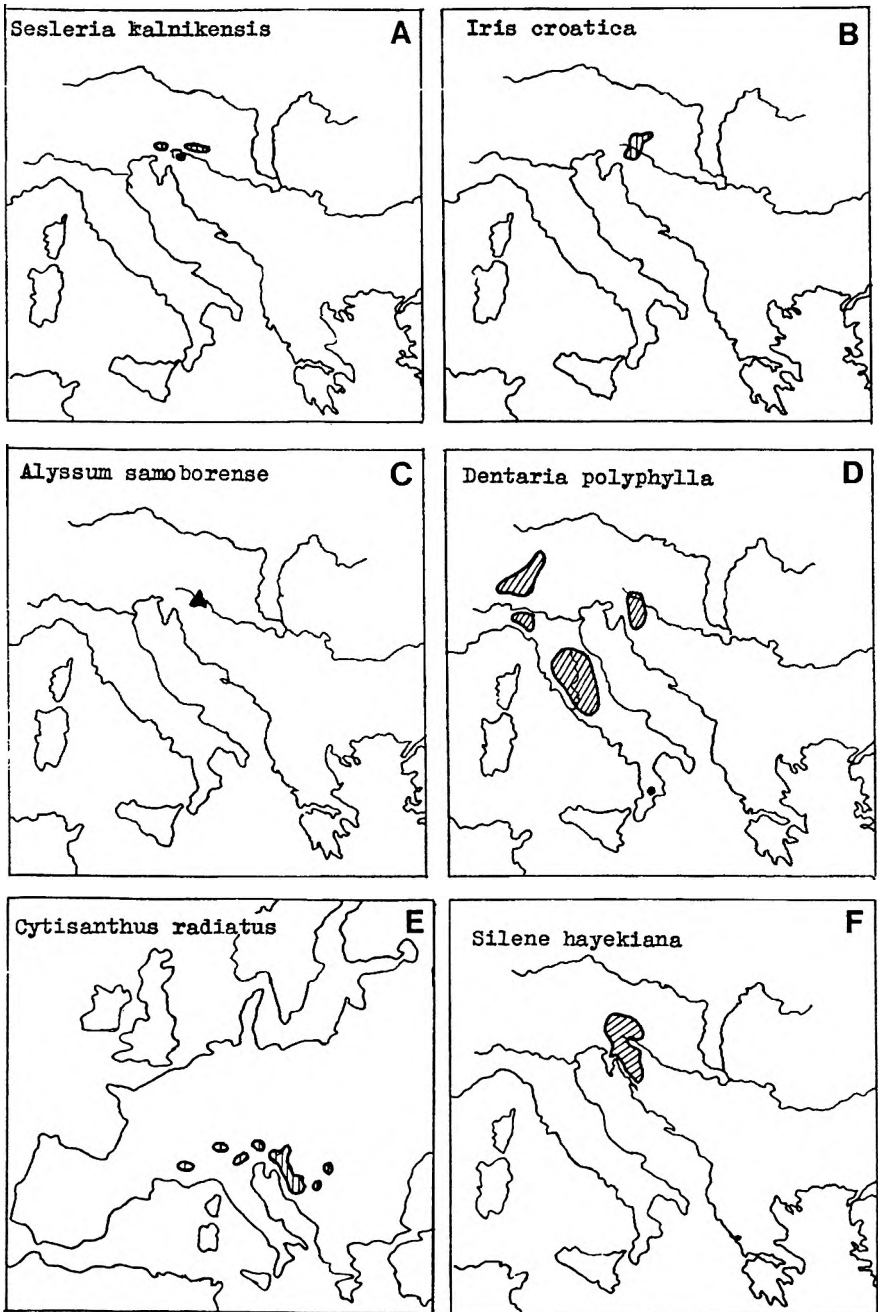 Sesleria kalnikensis A
Iris croatica B
Alyssum samoborense C
Dentaria polyphylla D
Cytisanthus radiatus E
Silene hayekiana F